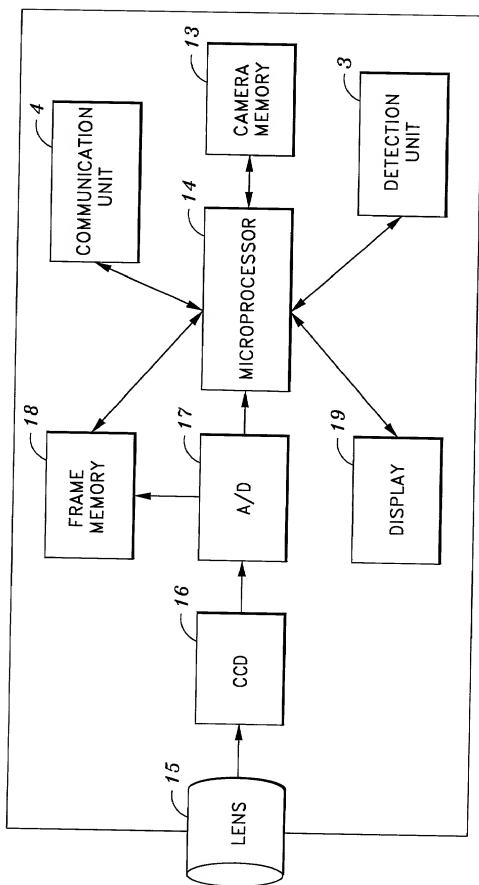 15
LENS
16
CCD
17
A/D
18
FRAME
MEMORY
19
DISPLAY
14
MICROPROCESSOR
4
COMMUNICATION
UNIT
13
CAMERA
MEMORY
3
DETECTION
UNIT